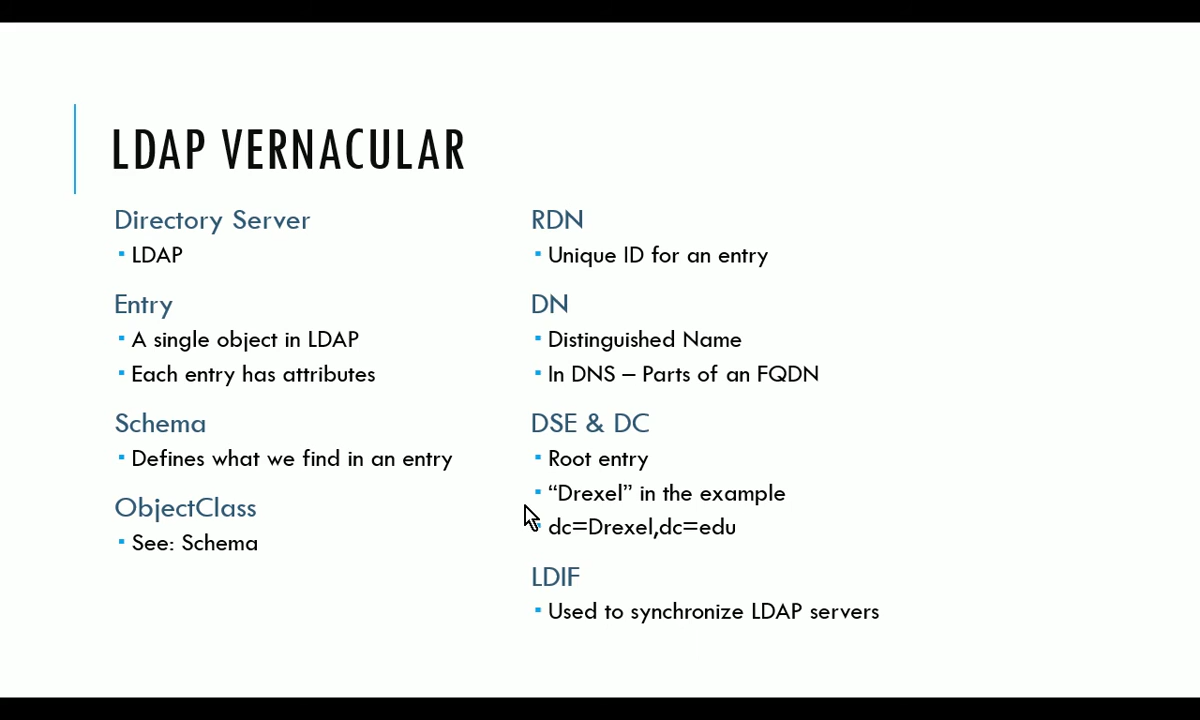 LDAP VERNACULAR
Directory Server
▪ LDAP
Entry
▪ A single object in LDAP
▪ Each entry has attributes
Schema
▪ Defines what we find in an entry
ObjectClass
▪ See: Schema
RDN
▪ Unique ID for an entry
DN
▪ Distinguished Name
▪ In DNS – Parts of an FQDN
DSE & DC
▪ Root entry
▪ “Drexel” in the example
▪ dc=Drexel,dc=edu
LDIF
▪ Used to synchronize LDAP servers